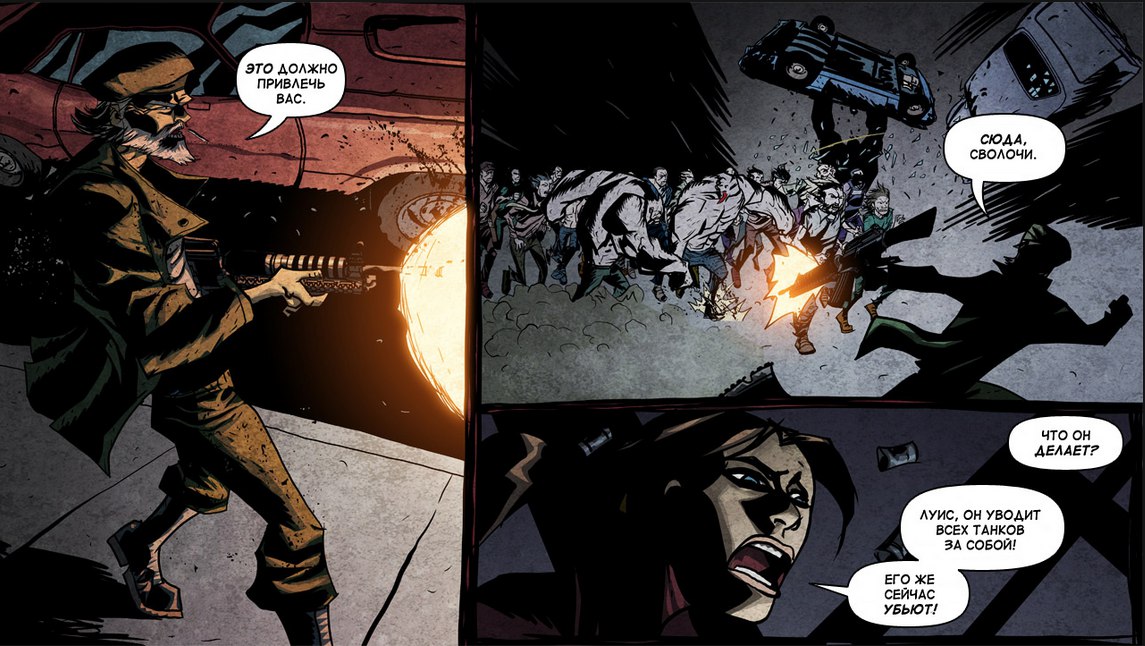 ЭТО ДОЛЖНО
ПРИВЛЕЧЬ
ВАС.
СЮДА,
СВОЛОЧИ.
ЧТО ОН
ДЕЛАЕТ?
ЛУИС, ОН УВОДИТ
ВСЕХ ТАНКОВ
ЗА СОБОЙ!
ЕГО ЖЕ
СЕЙЧАС
УБЬЮТ!